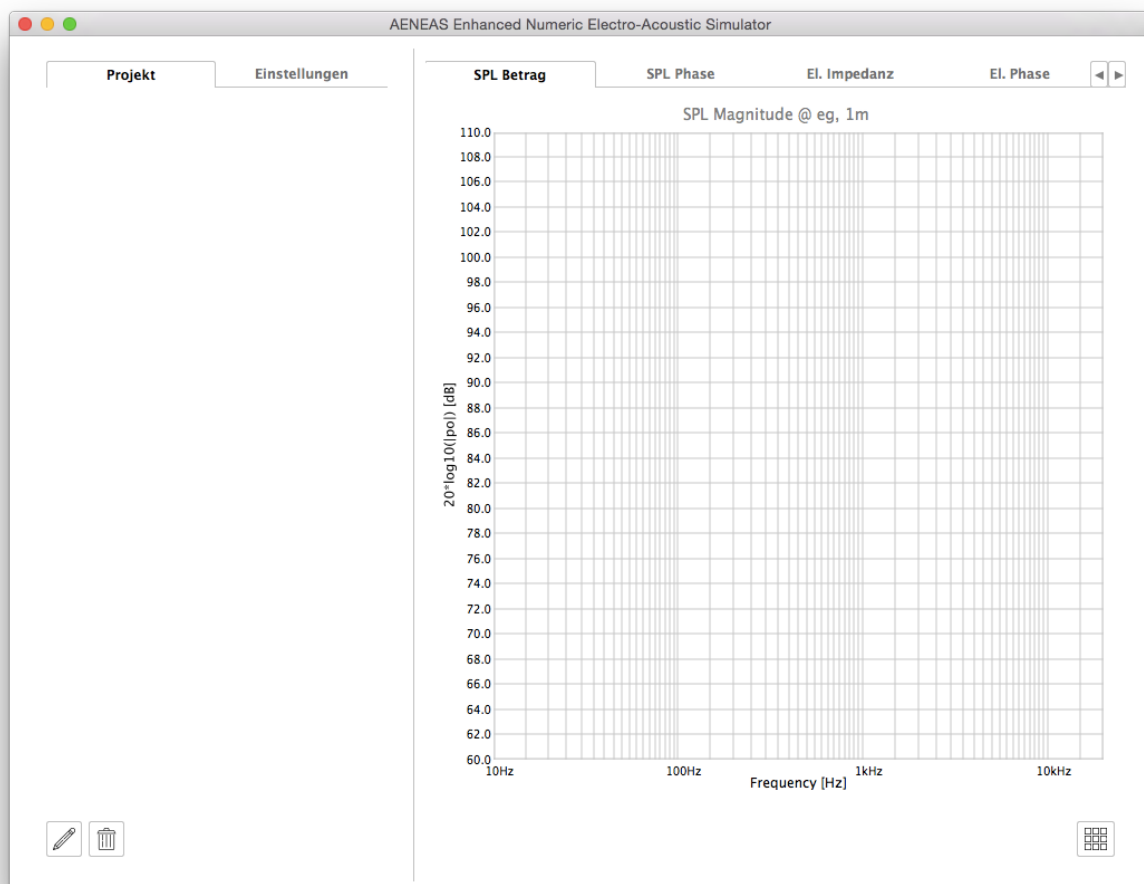 AENEAS Enhanced Numeric Electro-Acoustic Simulator
Projekt
Einstellungen
SPL Betrag
SPL Phase
El. Impedanz
El. Phase
SPL Magnitude @ eg, 1m
110.0
108.0
106.0
104.0
102.0
100.0
98.0
96.0
94.0
92.0
90.0
88.0
86.0
84.0
82.0
80.0
78.0
76.0
74.0
72.0
70.0
68.0
66.0
64.0
62.0
60.0
20*log10(|po|) [dB]
10Hz
100Hz
1kHz
10kHz
Frequency [Hz]